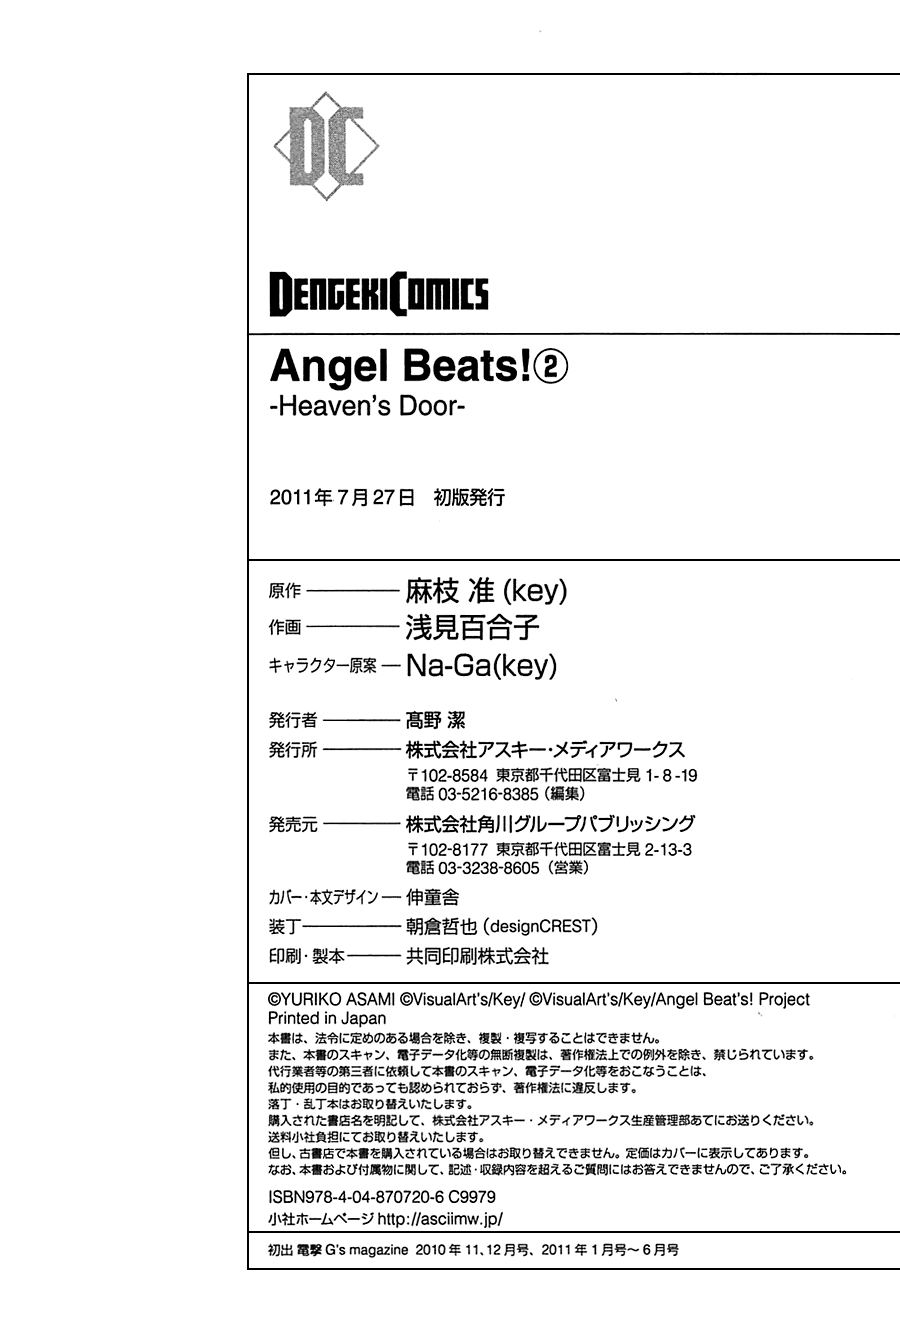 DC
DENGEKI COMICS
Angel Beats!②
-Heaven's Door-
2011年7月27日　初版発行
原作 ――― 麻枝 准 (key)
作画 ――― 浅見百合子
キャラクター原案 ― Na-Ga(key)
発行者 ――― 髙野 潔
発行所 ――― 株式会社アスキー・メディアワークス
〒102-8584 東京都千代田区富士見 1-8-19
電話 03-5216-8385（編集）
発売元 ――― 株式会社角川グループパブリッシング
〒102-8177 東京都千代田区富士見 2-13-3
電話 03-3238-8605（営業）
カバー・本文デザイン ― 伸童舎
装丁 ――― 朝倉哲也（designCREST）
印刷・製本 ―― 共同印刷株式会社
©YURIKO ASAMI ©VisualArt's/Key/ ©VisualArt's/Key/Angel Beat's! Project
Printed in Japan
本書は、法令に定めのある場合を除き、複製・複写することはできません。
また、本書のスキャン、電子データ化等の無断複製は、著作権法上での例外を除き、禁じられています。
代行業者等の第三者に依頼して本書のスキャン、電子データ化等をおこなうことは、
私的使用の目的であっても認められておらず、著作権法に違反します。
落丁・乱丁本はお取り替えいたします。
購入された書店名を明記して、株式会社アスキー・メディアワークス生産管理部あてにお送りください。
送料小社負担にてお取り替えいたします。
但し、古書店で本書を購入されている場合はお取り替えできません。定価はカバーに表示してあります。
なお、本書および付属物に関して、記述・収録内容を超えるご質問にはお答えできませんので、ご了承ください。
ISBN978-4-04-870720-6 C9979
小社ホームページ http://asciimw.jp/
初出 電撃 G's magazine 2010年11、12月号、2011年1月号～6月号